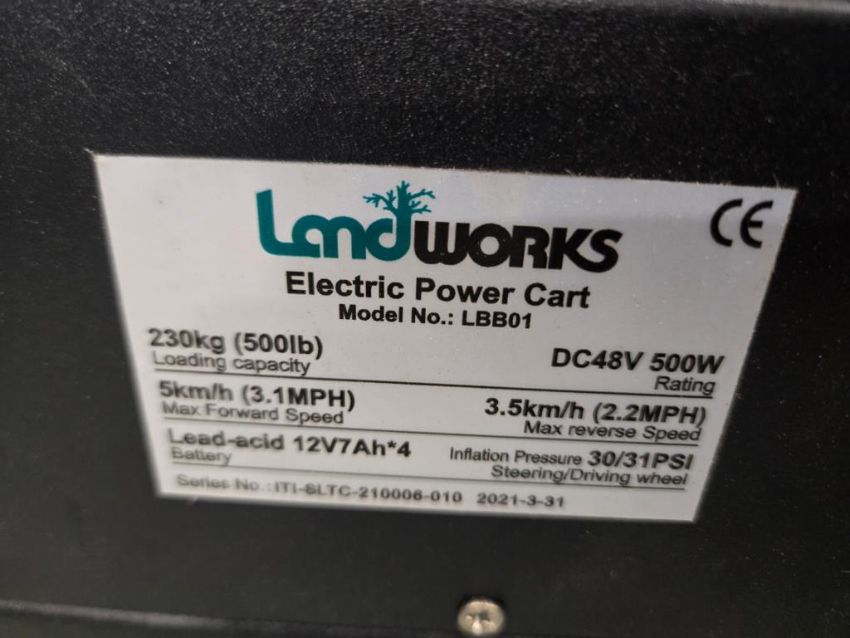 LandWORKS
CE
Electric Power Cart
Model No.: LBB01
230kg (500lb)
Loading capacity
DC48V 500W
Rating
5km/h (3.1MPH)
Max Forward Speed
3.5km/h (2.2MPH)
Max reverse Speed
Lead-acid 12V7Ah*4
Battery
Inflation Pressure 30/31PSI
Steering/Driving wheel
Series No.:ITI-SLTC-210006-010 2021-3-31